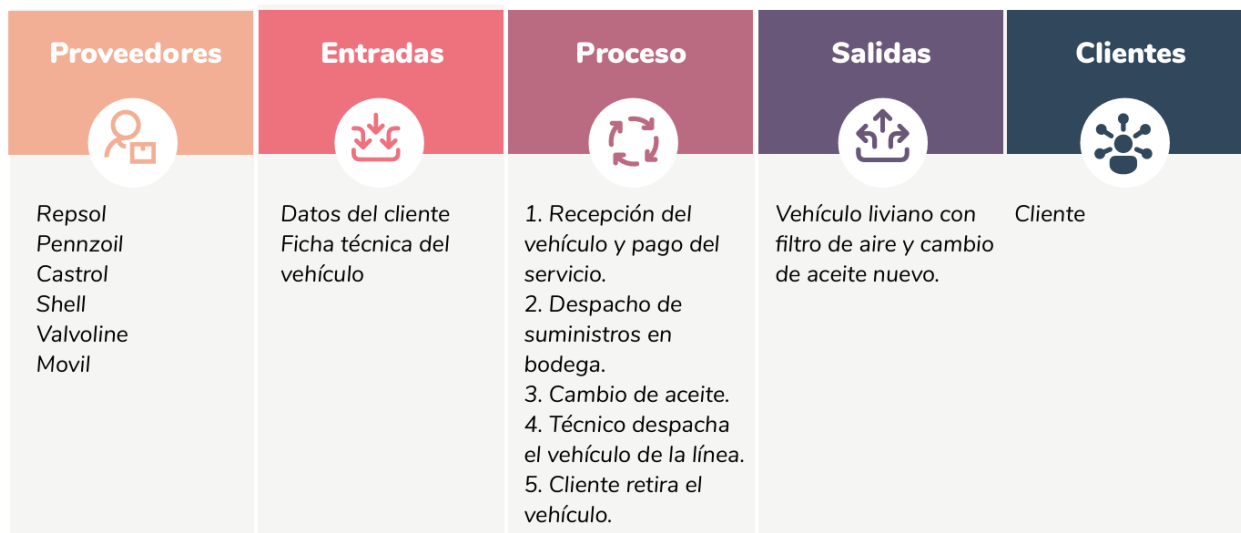 Proveedores
Repsol
Pennzoil
Castrol
Shell
Valvoline
Movil
Entradas
Datos del cliente
Ficha técnica del
vehículo
Proceso
1. Recepción del
vehículo y pago del
servicio.
2. Despacho de
suministros en
bodega.
3. Cambio de aceite.
4. Técnico despacha
el vehículo de la línea.
5. Cliente retira el
vehículo.
Salidas
Vehículo liviano con
filtro de aire y cambio
de aceite nuevo.
Clientes
Cliente